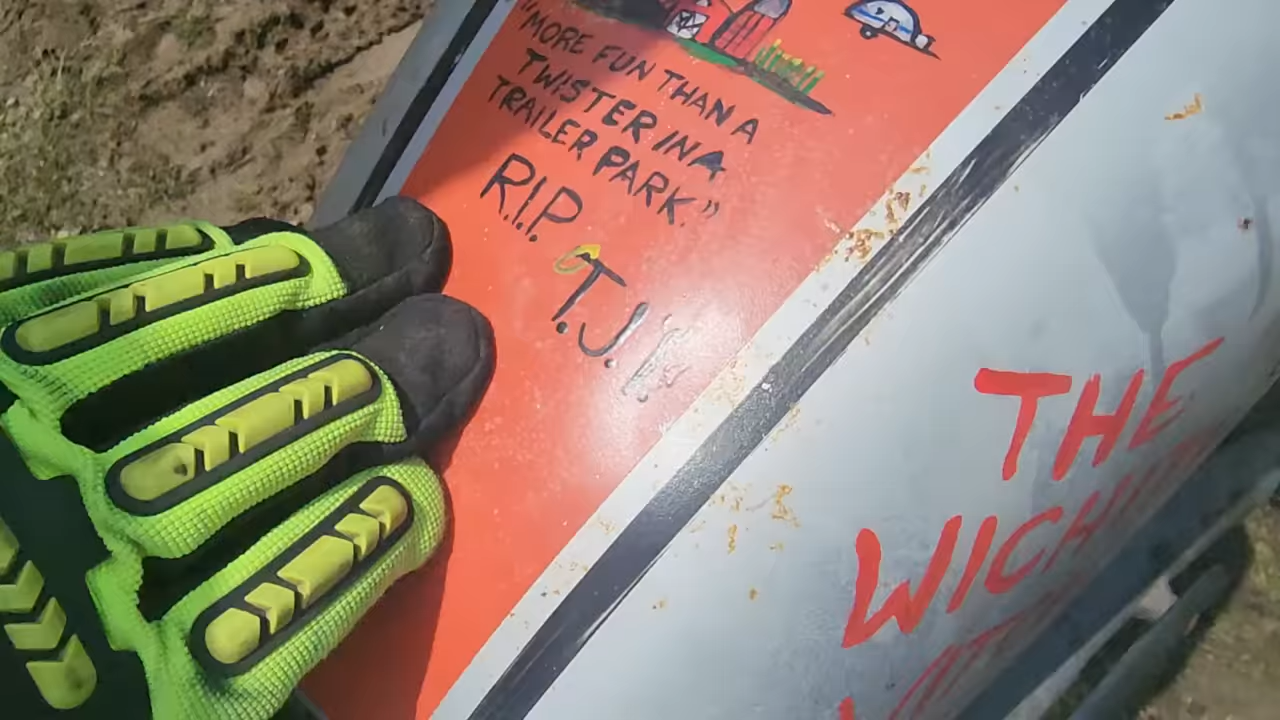 "MORE FUN THAN A
TWISTER IN A
TRAILER PARK."
R.I.P.
T.J.
THE